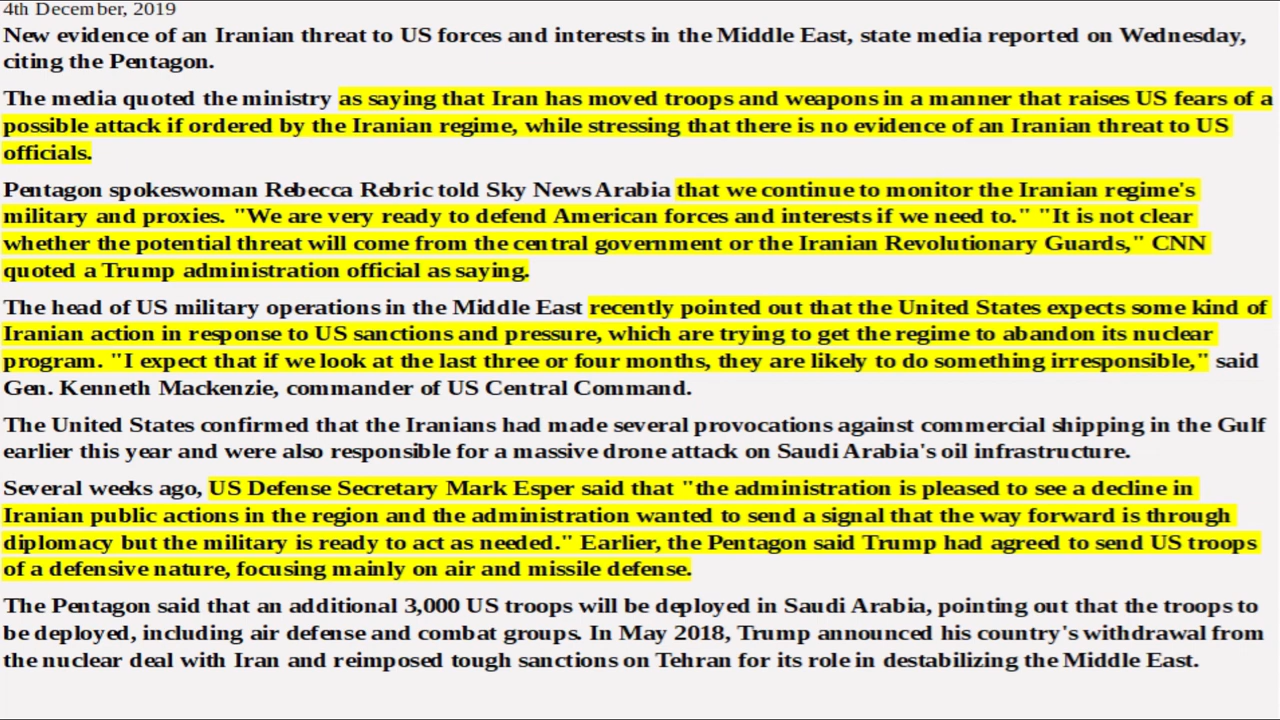 4th December, 2019
New evidence of an Iranian threat to US forces and interests in the Middle East, state media reported on Wednesday,
citing the Pentagon.
The media quoted the ministry as saying that Iran has moved troops and weapons in a manner that raises US fears of a
possible attack if ordered by the Iranian regime, while stressing that there is no evidence of an Iranian threat to US
officials.
Pentagon spokeswoman Rebecca Rebric told Sky News Arabia that we continue to monitor the Iranian regime's
military and proxies. "We are very ready to defend American forces and interests if we need to." "It is not clear
whether the potential threat will come from the central government or the Iranian Revolutionary Guards," CNN
quoted a Trump administration official as saying.
The head of US military operations in the Middle East recently pointed out that the United States expects some kind of
Iranian action in response to US sanctions and pressure, which are trying to get the regime to abandon its nuclear
program. "I expect that if we look at the last three or four months, they are likely to do something irresponsible," said
Gen. Kenneth Mackenzie, commander of US Central Command.
The United States confirmed that the Iranians had made several provocations against commercial shipping in the Gulf
earlier this year and were also responsible for a massive drone attack on Saudi Arabia's oil infrastructure.
Several weeks ago, US Defense Secretary Mark Esper said that "the administration is pleased to see a decline in
Iranian public actions in the region and the administration wanted to send a signal that the way forward is through
diplomacy but the military is ready to act as needed." Earlier, the Pentagon said Trump had agreed to send US troops
of a defensive nature, focusing mainly on air and missile defense.
The Pentagon said that an additional 3,000 US troops will be deployed in Saudi Arabia, pointing out that the troops to
be deployed, including air defense and combat groups. In May 2018, Trump announced his country's withdrawal from
the nuclear deal with Iran and reimposed tough sanctions on Tehran for its role in destabilizing the Middle East.